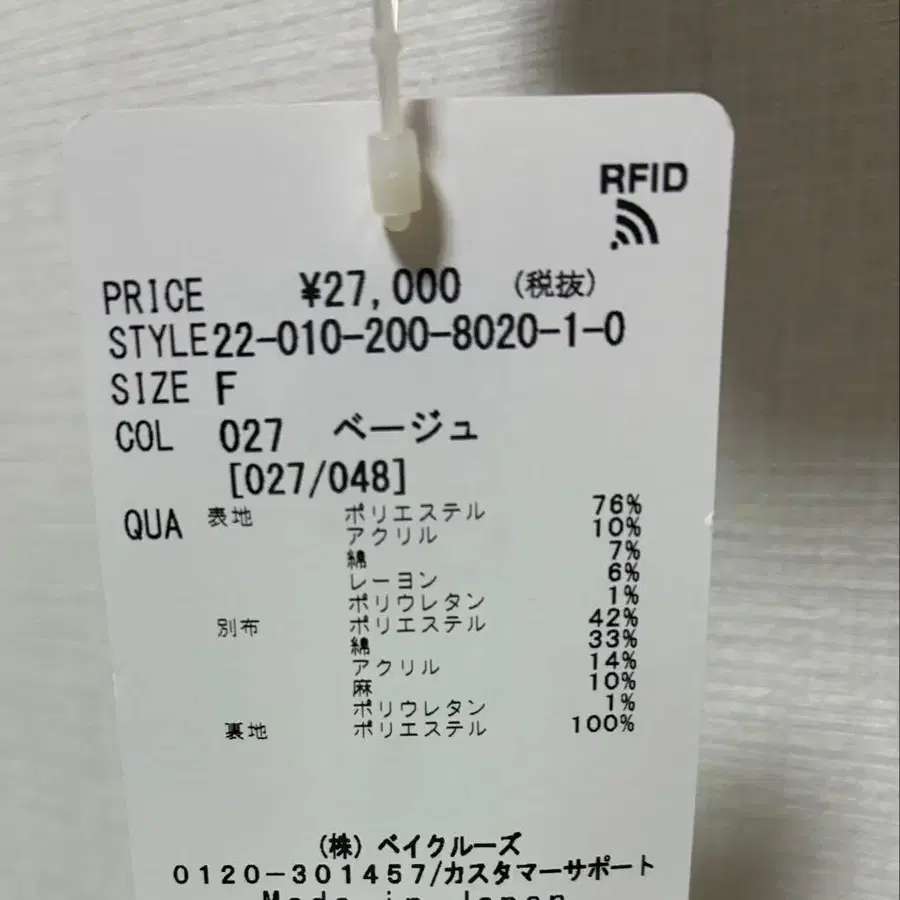 RFID
PRICE ¥27,000 (税抜)
STYLE 22-010-200-8020-1-0
SIZE F
COL 027 ベージュ
[027/048]
QUA 表地 ポリエステル 76%
アクリル 10%
綿 7%
レーヨン 6%
ポリウレタン 1%
別布 ポリエステル 42%
綿 33%
アクリル 14%
麻 10%
ポリウレタン 1%
裏地 ポリエステル 100%
(株)ベイクルーズ
0120-301457/カスタマーサポート
Made in Japan